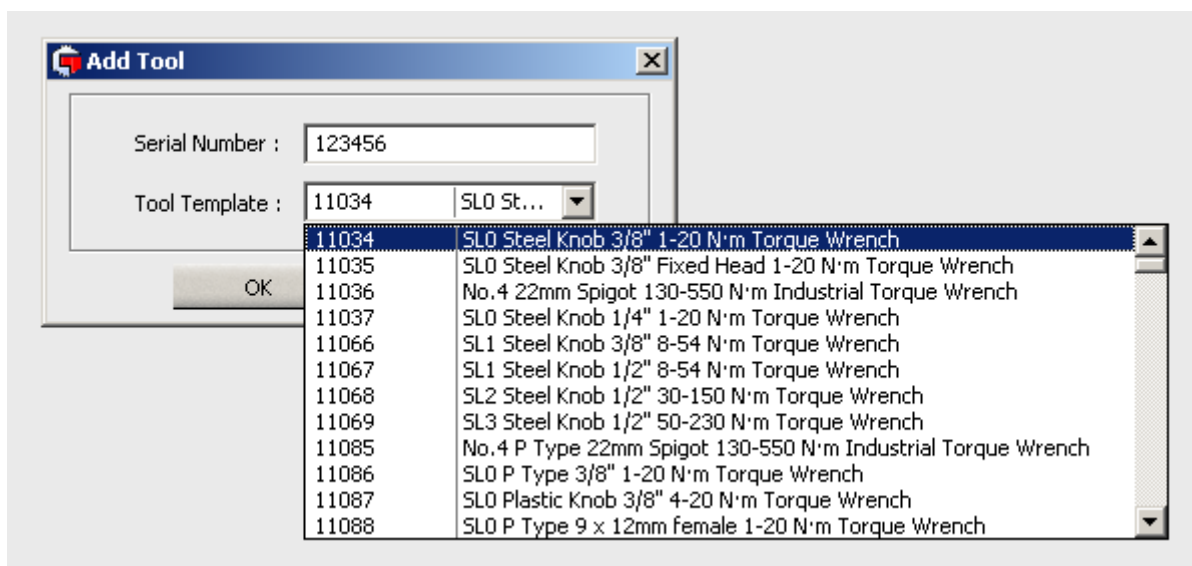 Add Tool
Serial Number : 123456
Tool Template : 11034 SL0 St...
11034 SL0 Steel Knob 3/8" 1-20 N·m Torque Wrench
11035 SL0 Steel Knob 3/8" Fixed Head 1-20 N·m Torque Wrench
11036 No.4 22mm Spigot 130-550 N·m Industrial Torque Wrench
11037 SL0 Steel Knob 1/4" 1-20 N·m Torque Wrench
11066 SL1 Steel Knob 3/8" 8-54 N·m Torque Wrench
11067 SL1 Steel Knob 1/2" 8-54 N·m Torque Wrench
11068 SL2 Steel Knob 1/2" 30-150 N·m Torque Wrench
11069 SL3 Steel Knob 1/2" 50-230 N·m Torque Wrench
11085 No.4 P Type 22mm Spigot 130-550 N·m Industrial Torque Wrench
11086 SL0 P Type 3/8" 1-20 N·m Torque Wrench
11087 SL0 Plastic Knob 3/8" 4-20 N·m Torque Wrench
11088 SL0 P Type 9 x 12mm female 1-20 N·m Torque Wrench
OK